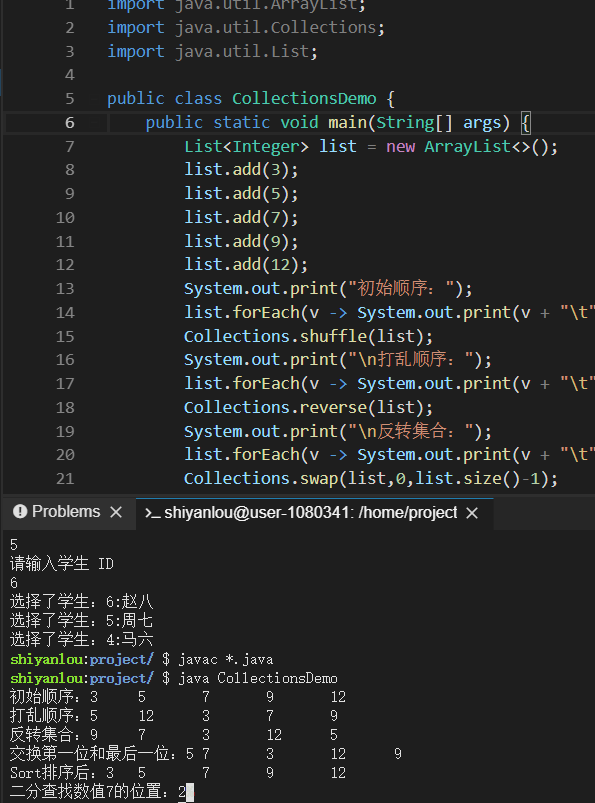 1 import java.util.ArrayList;
2 import java.util.Collections;
3 import java.util.List;
4
5 public class CollectionsDemo {
6 public static void main(String[] args) {
7 List<Integer> list = new ArrayList<>();
8 list.add(3);
9 list.add(5);
10 list.add(7);
11 list.add(9);
12 list.add(12);
13 System.out.print("初始顺序：");
14 list.forEach(v -> System.out.print(v + "\t"
15 Collections.shuffle(list);
16 System.out.print("\n打乱顺序：");
17 list.forEach(v -> System.out.print(v + "\t"
18 Collections.reverse(list);
19 System.out.print("\n反转集合：");
20 list.forEach(v -> System.out.print(v + "\t"
21 Collections.swap(list,0,list.size()-1);
Problems × >_ shiyanlou@user-1080341: /home/project ×
5
请输入学生 ID
6
选择了学生：6:赵八
选择了学生：5:周七
选择了学生：4:马六
shiyanlou:project/ $ javac *.java
shiyanlou:project/ $ java CollectionsDemo
初始顺序：3 5 7 9 12
打乱顺序：5 12 3 7 9
反转集合：9 7 3 12 5
交换第一位和最后一位：5 7 3 12 9
Sort排序后：3 5 7 9 12
二分查找数值7的位置：2